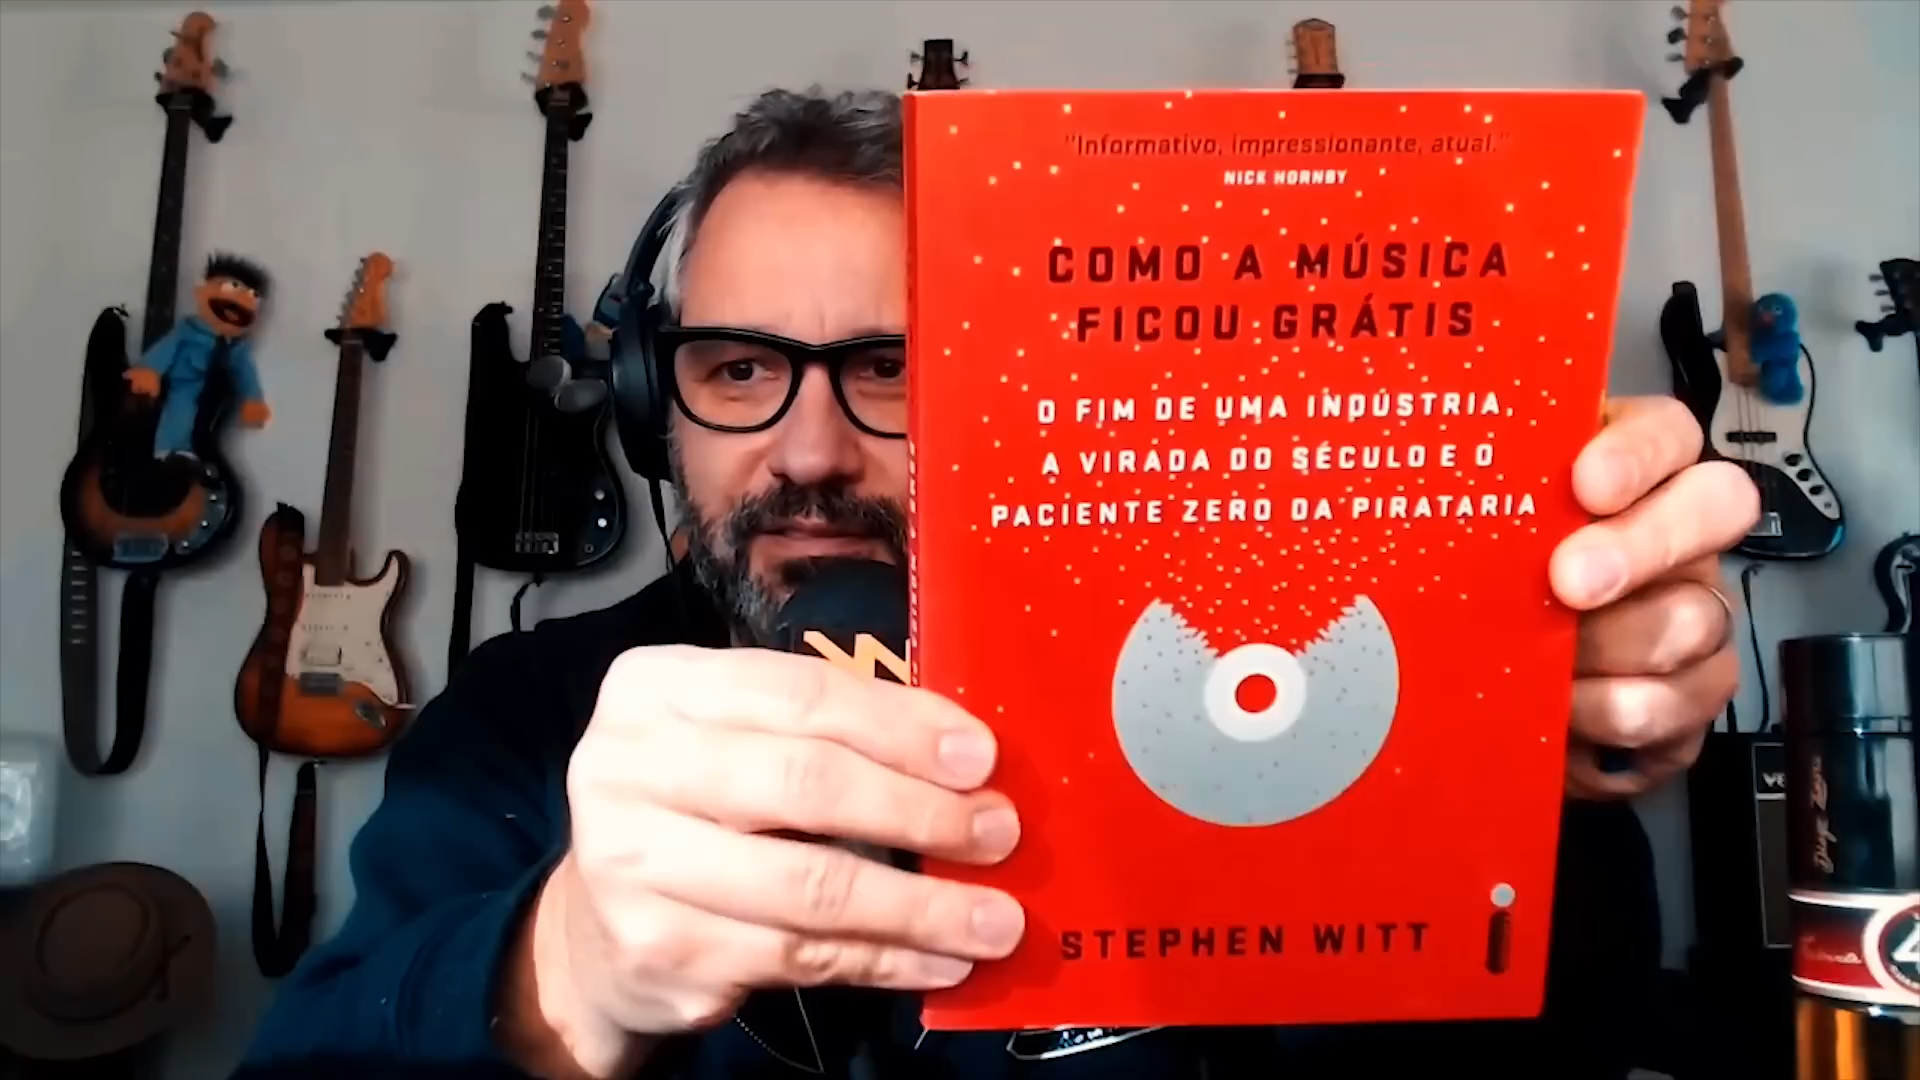 "Informativo, impressionante, atual."
NICK HORNBY
COMO A MÚSICA
FICOU GRÁTIS
O FIM DE UMA INDÚSTRIA,
A VIRADA DO SÉCULO E O
PACIENTE ZERO DA PIRATARIA
STEPHEN WITT